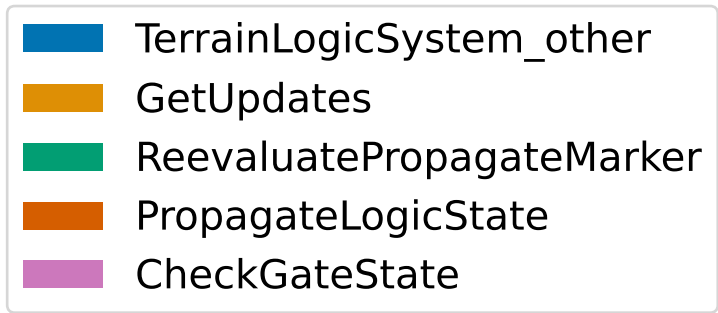 TerrainLogicSystem_other
GetUpdates
ReevaluatePropagateMarker
PropagateLogicState
CheckGateState